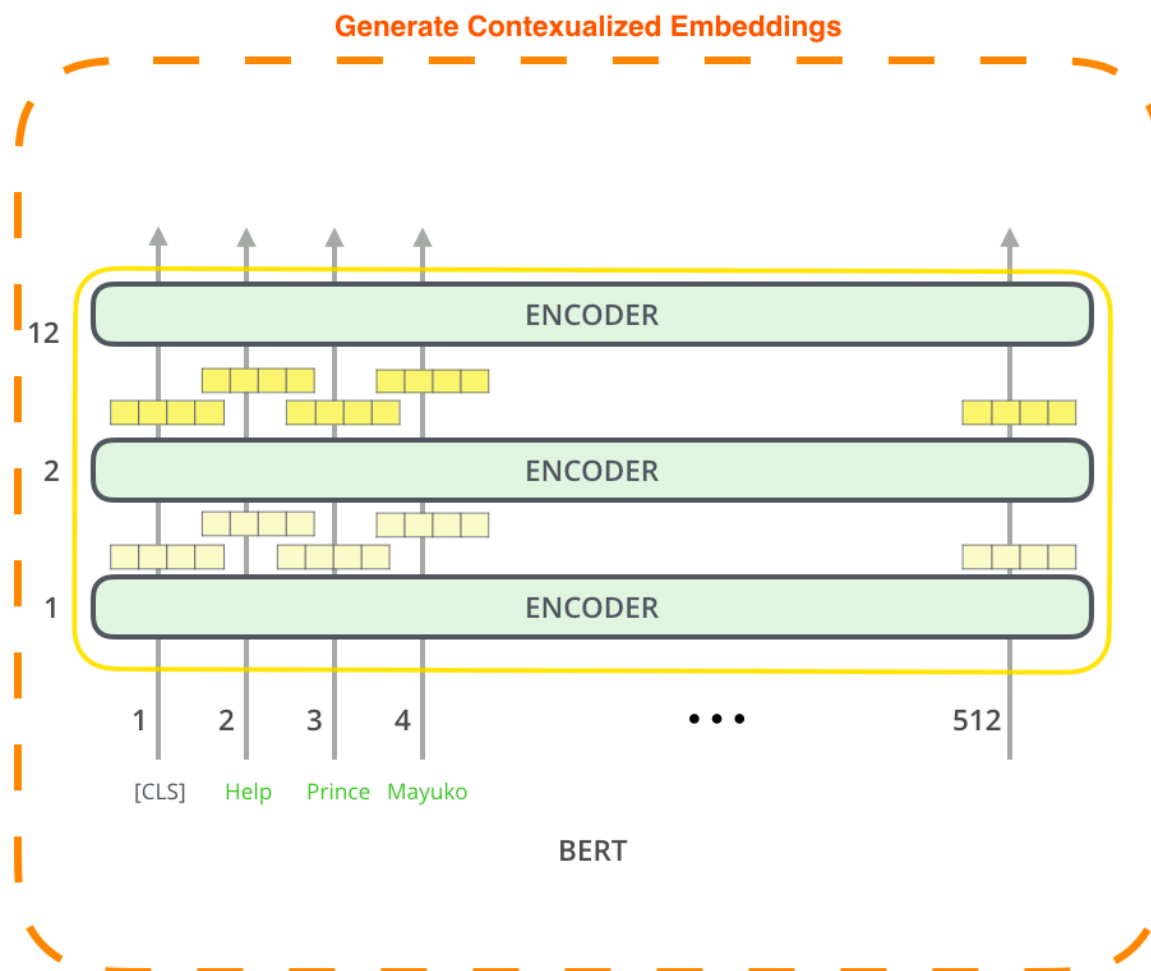 Generate Contexualized Embeddings
12 ENCODER
2 ENCODER
1 ENCODER
1 2 3 4 ... 512
[CLS] Help Prince Mayuko
BERT